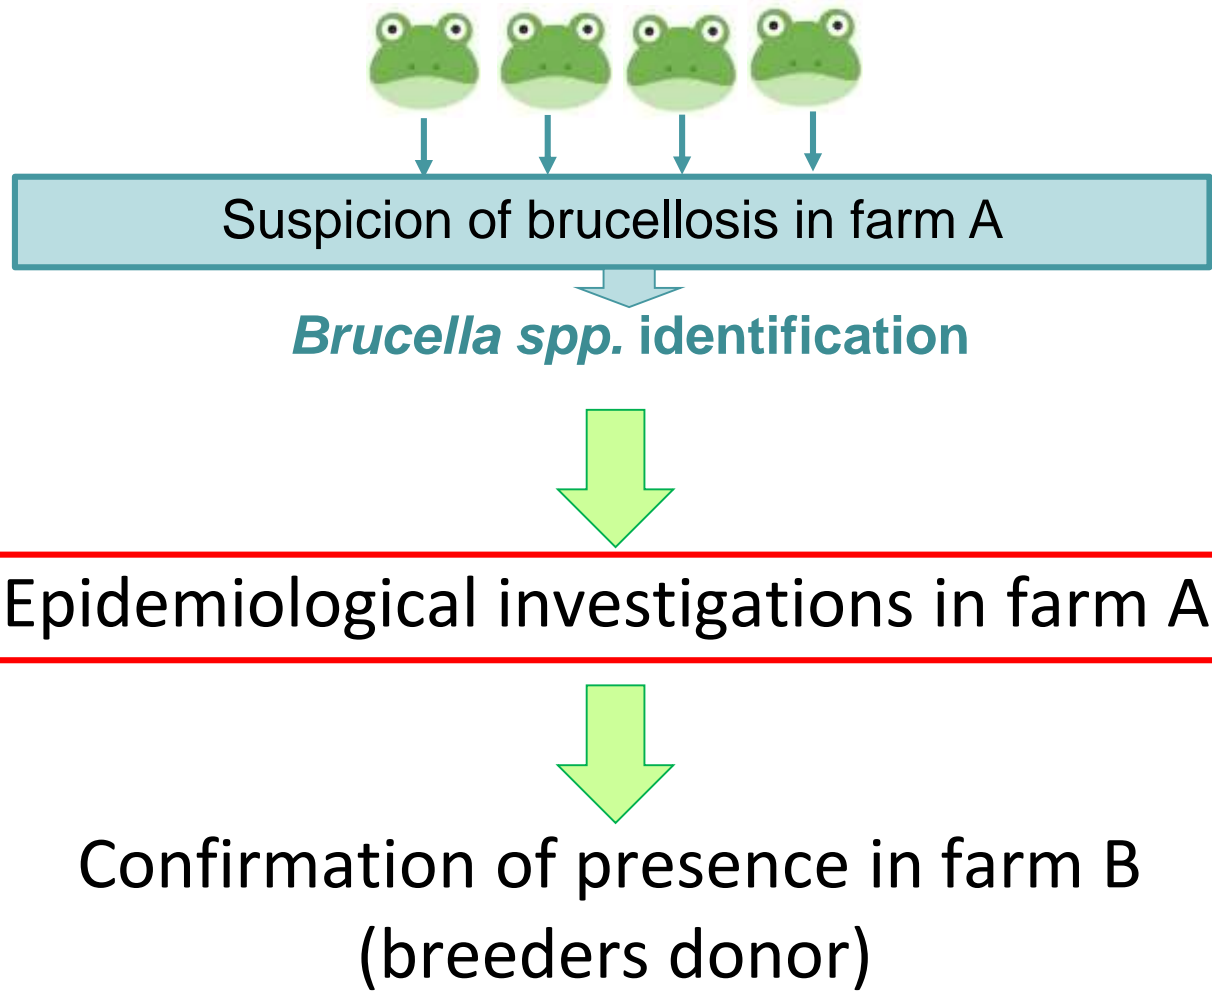 Suspicion of brucellosis in farm A
Brucella spp. identification
Epidemiological investigations in farm A
Confirmation of presence in farm B
(breeders donor)